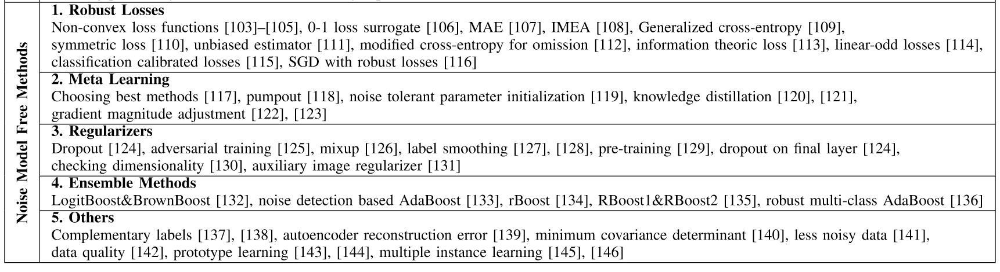 Noise Model Free Methods
1. Robust Losses
Non-convex loss functions [103]–[105], 0-1 loss surrogate [106], MAE [107], IMEA [108], Generalized cross-entropy [109],
symmetric loss [110], unbiased estimator [111], modified cross-entropy for omission [112], information theoric loss [113], linear-odd losses [114],
classification calibrated losses [115], SGD with robust losses [116]
2. Meta Learning
Choosing best methods [117], pumpout [118], noise tolerant parameter initialization [119], knowledge distillation [120], [121],
gradient magnitude adjustment [122], [123]
3. Regularizers
Dropout [124], adversarial training [125], mixup [126], label smoothing [127], [128], pre-training [129], dropout on final layer [124],
checking dimensionality [130], auxiliary image regularizer [131]
4. Ensemble Methods
LogitBoost&BrownBoost [132], noise detection based AdaBoost [133], rBoost [134], RBoost1&RBoost2 [135], robust multi-class AdaBoost [136]
5. Others
Complementary labels [137], [138], autoencoder reconstruction error [139], minimum covariance determinant [140], less noisy data [141],
data quality [142], prototype learning [143], [144], multiple instance learning [145], [146]